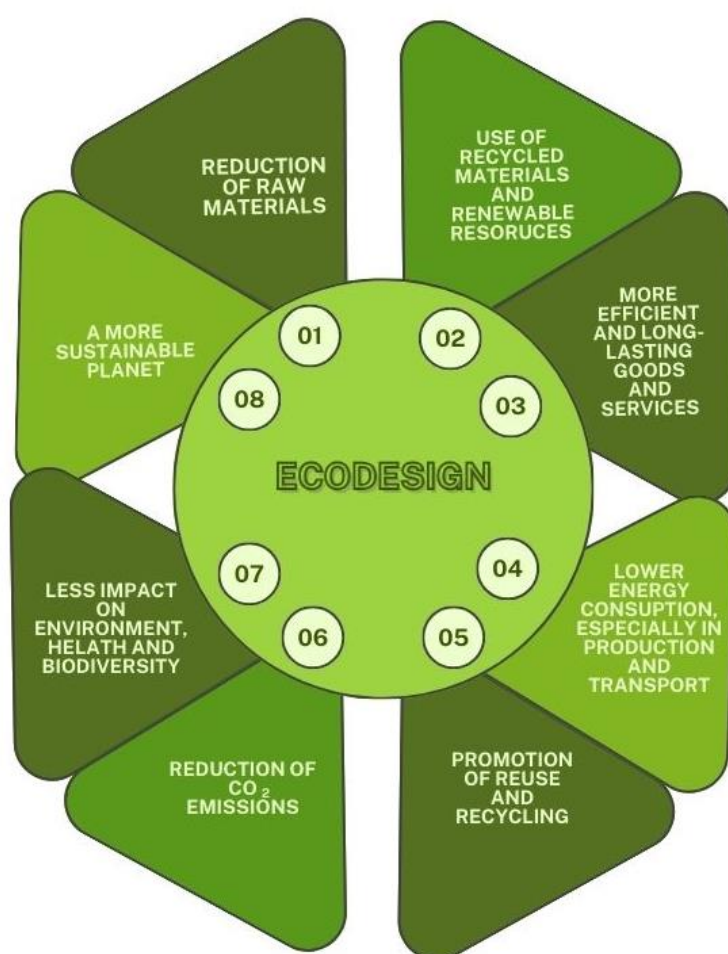 REDUCTION
OF RAW
MATERIALS
01
USE OF
RECYCLED
MATERIALS
AND
RENEWABLE
RESORUCES
02
MORE
EFFICIENT
AND LONG-
LASTING
GOODS
AND
SERVICES
03
LOWER
ENERGY
CONSUPTION,
ESPECIALLY IN
PRODUCTION
AND
TRANSPORT
04
PROMOTION
OF REUSE
AND
RECYCLING
05
REDUCTION OF
CO₂
EMISSIONS
06
LESS IMPACT
ON
ENVIRONMENT,
HELATH AND
BIODIVERSITY
07
A MORE
SUSTAINABLE
PLANET
08
ECODESIGN